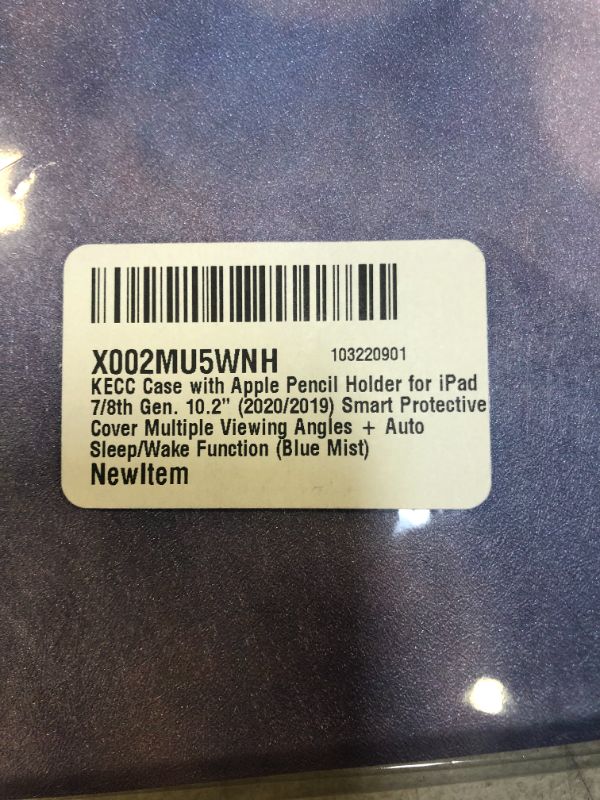 X002MU5WNH 103220901
KECC Case with Apple Pencil Holder for iPad
7/8th Gen. 10.2” (2020/2019) Smart Protective
Cover Multiple Viewing Angles + Auto
Sleep/Wake Function (Blue Mist)
NewItem